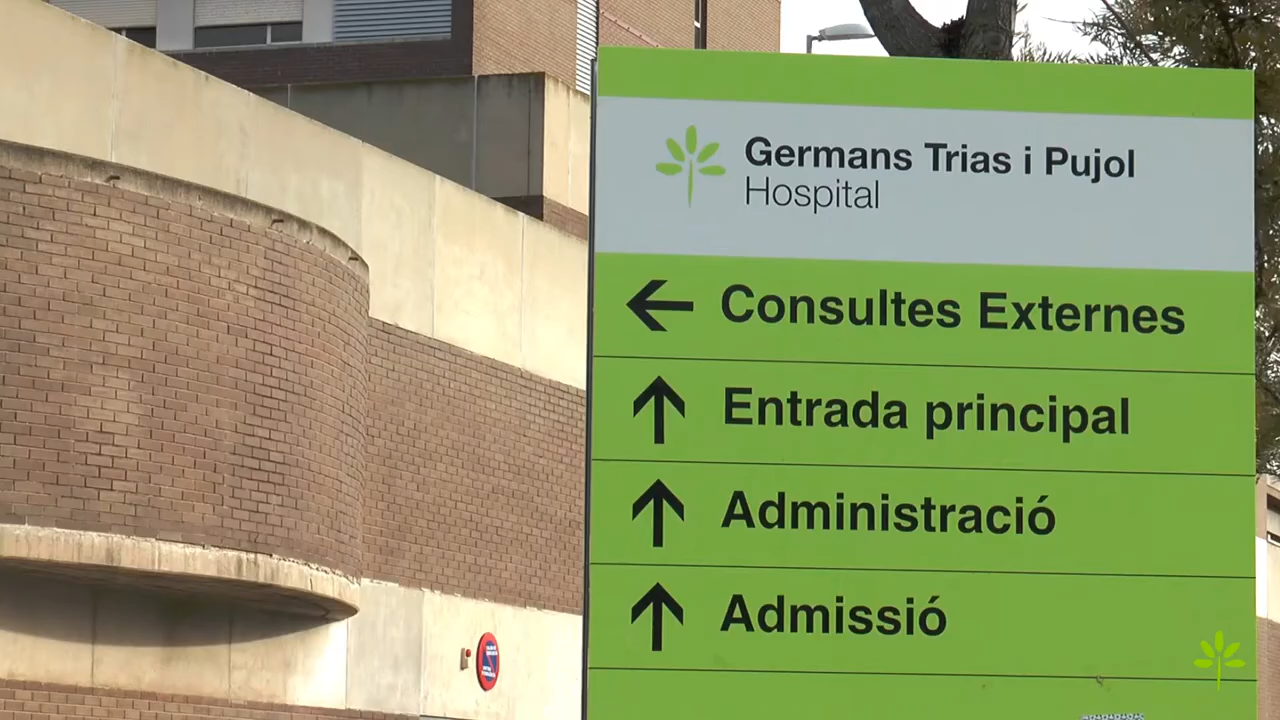 Germans Trias i Pujol
Hospital
Consultes Externes
Entrada principal
Administració
Admissió